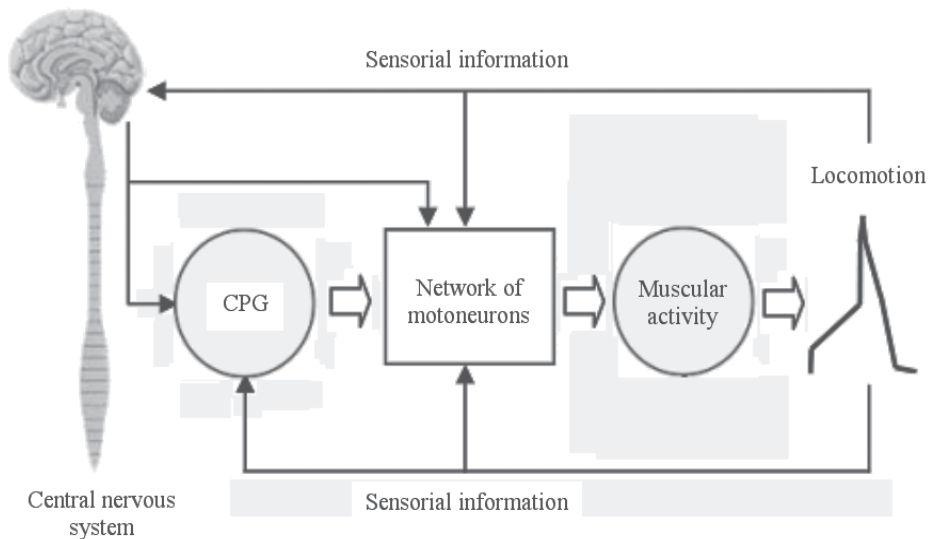 Sensorial information
Locomotion
CPG
Network of
motoneurons
Muscular
activity
Central nervous
system
Sensorial information